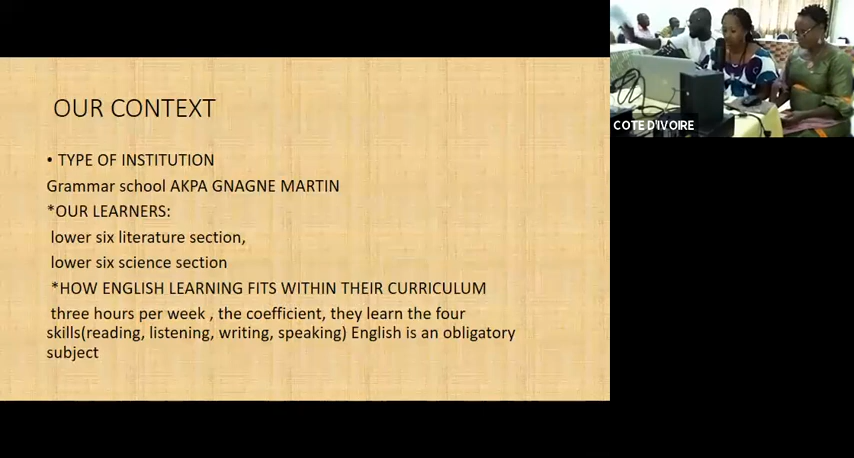 OUR CONTEXT
• TYPE OF INSTITUTION
Grammar school AKPA GNAGNE MARTIN
*OUR LEARNERS:
lower six literature section,
lower six science section
*HOW ENGLISH LEARNING FITS WITHIN THEIR CURRICULUM
three hours per week , the coefficient, they learn the four
skills(reading, listening, writing, speaking) English is an obligatory
subject
COTE D'IVOIRE